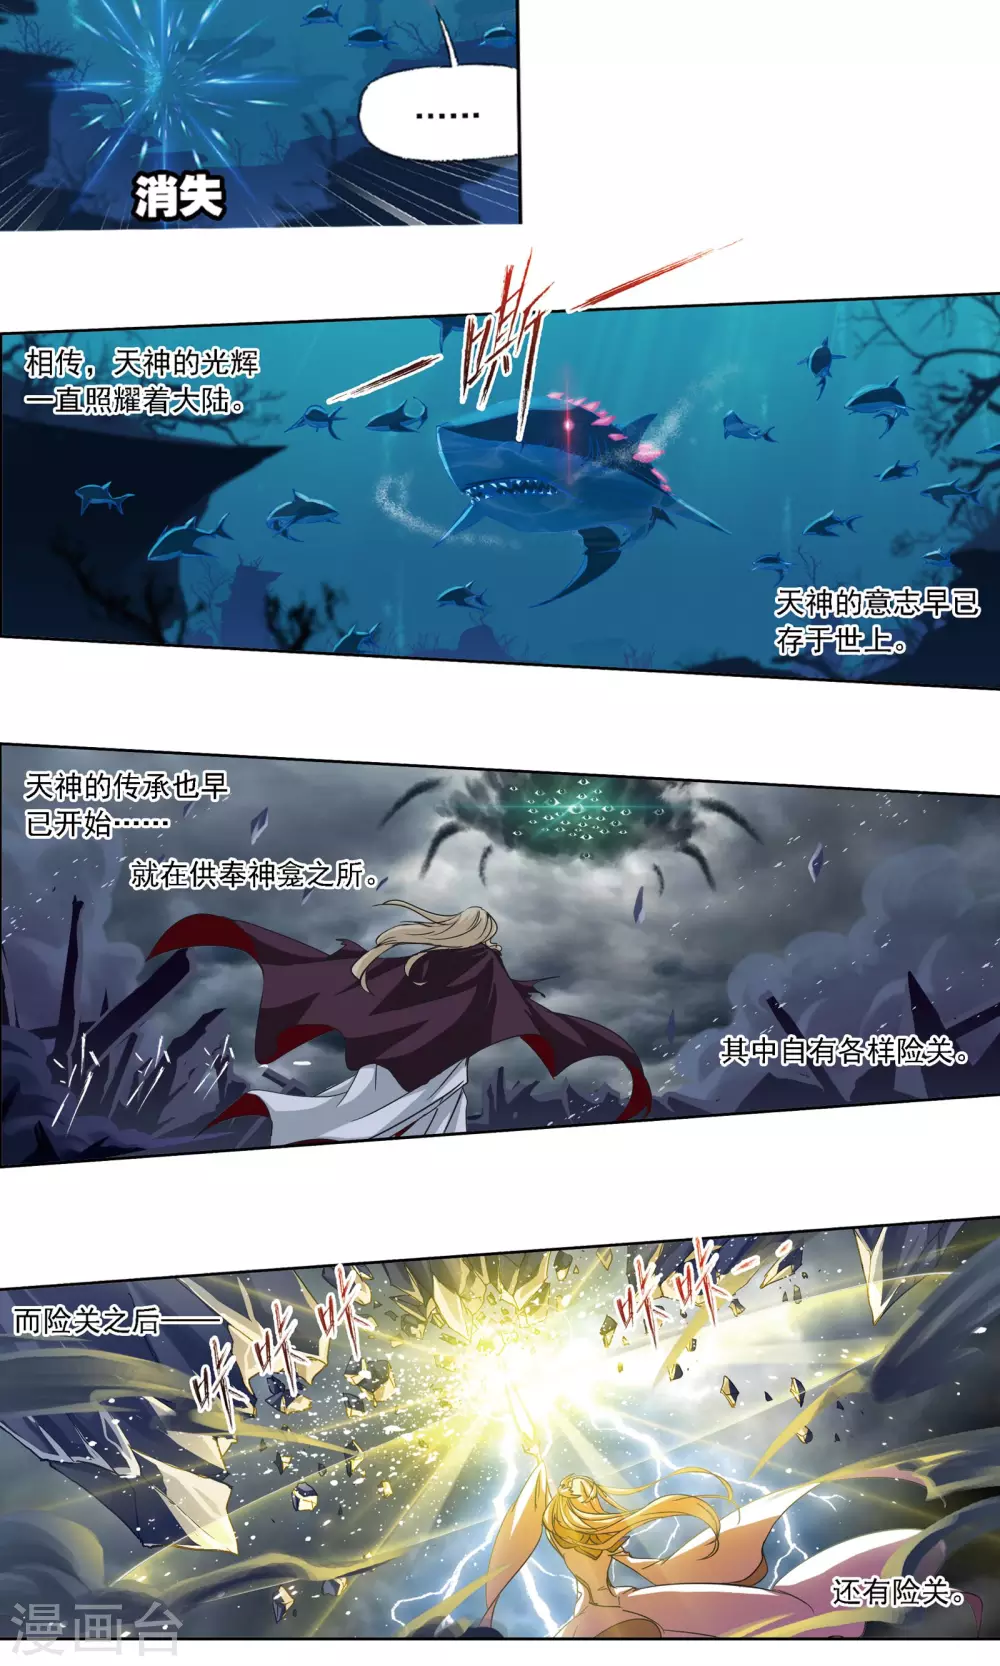 ……
消失
嘶
相传，天神的光辉
一直照耀着大陆。
天神的意志早已
存于世上。
天神的传承也早
已开始……
就在供奉神龛之所。
其中自有各样险关。
而险关之后——
咔咔咔
咔咔
还有险关。
漫画台